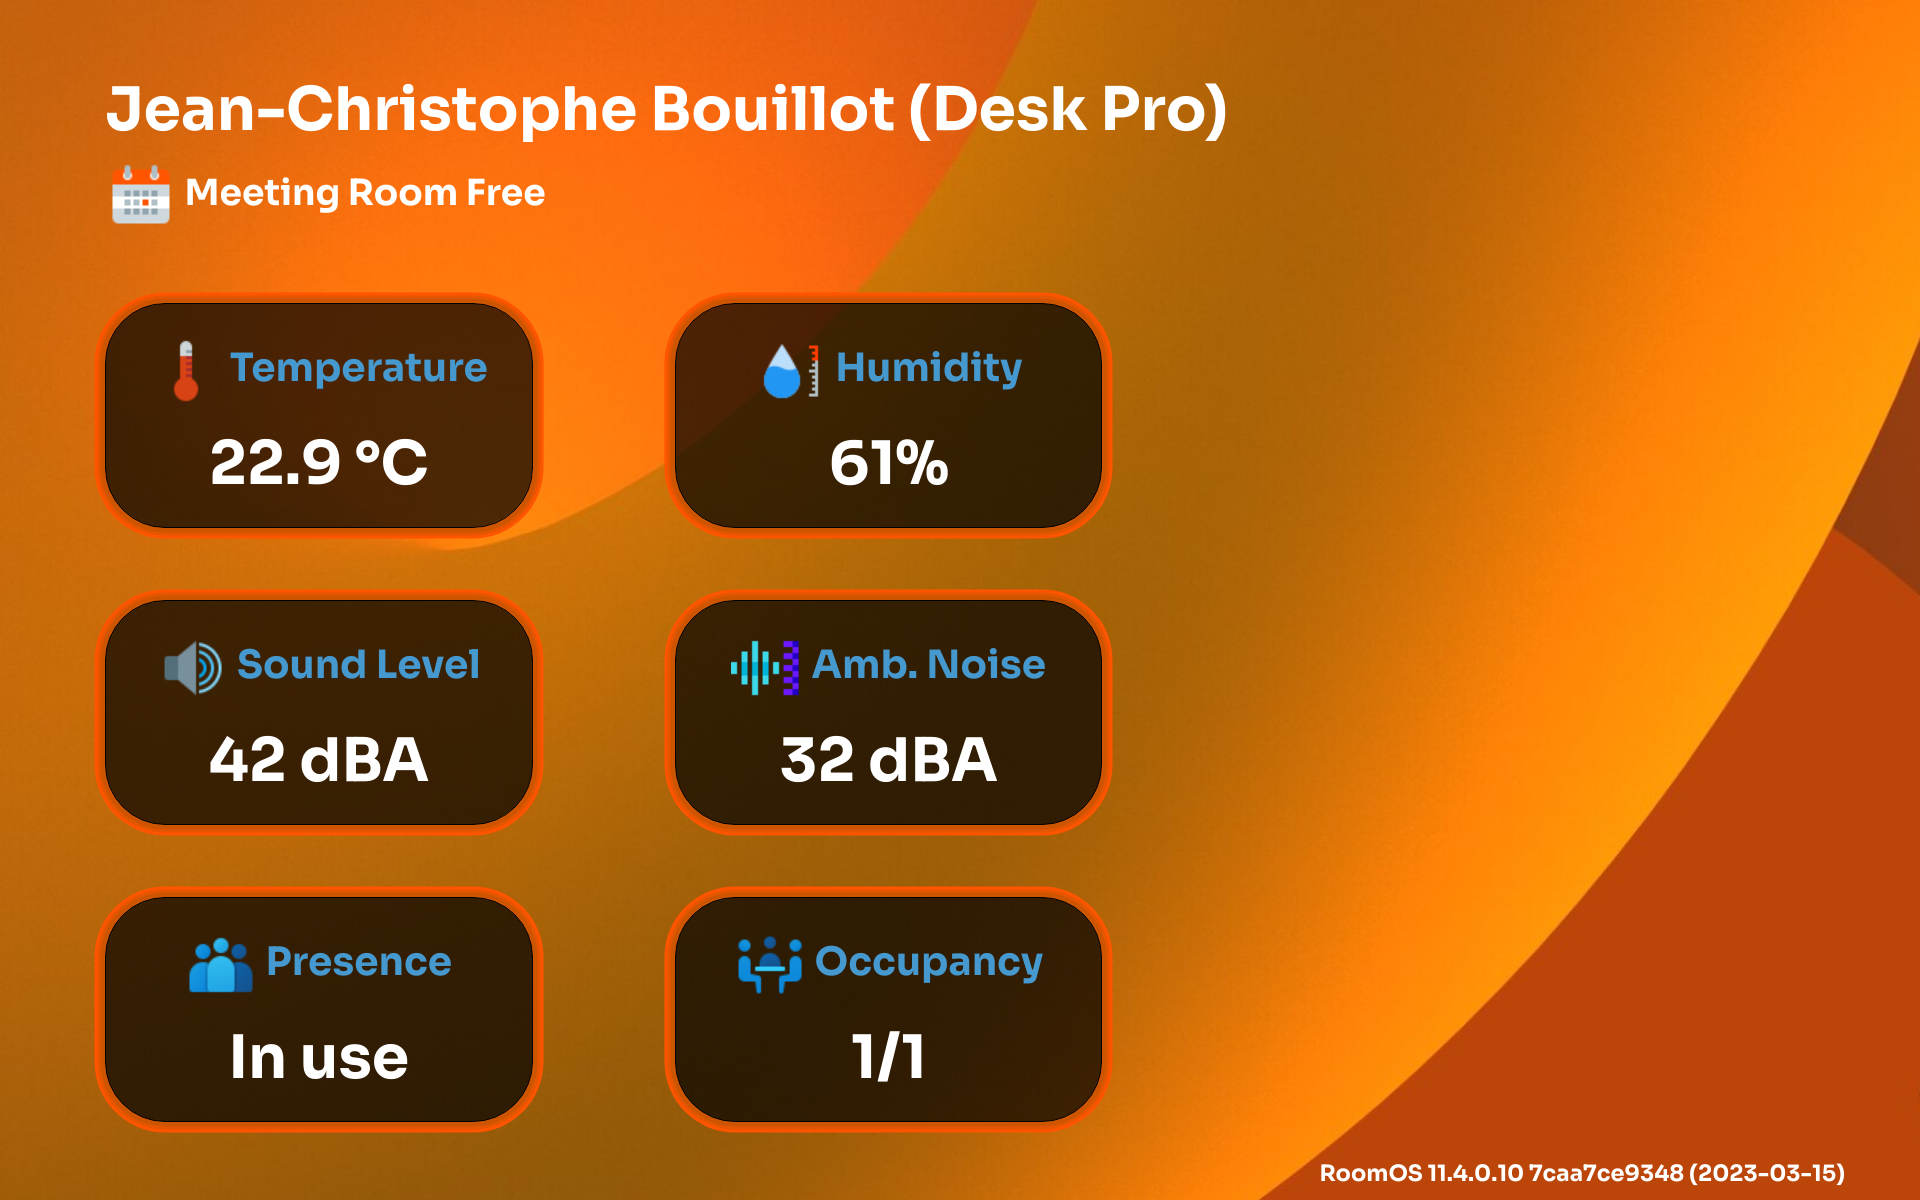 Jean-Christophe Bouillot (Desk Pro)
Meeting Room Free
Temperature
22.9 °C
Humidity
61%
Sound Level
42 dBA
Amb. Noise
32 dBA
Presence
In use
Occupancy
1/1
RoomOS 11.4.0.10 7caa7ce9348 (2023-03-15)